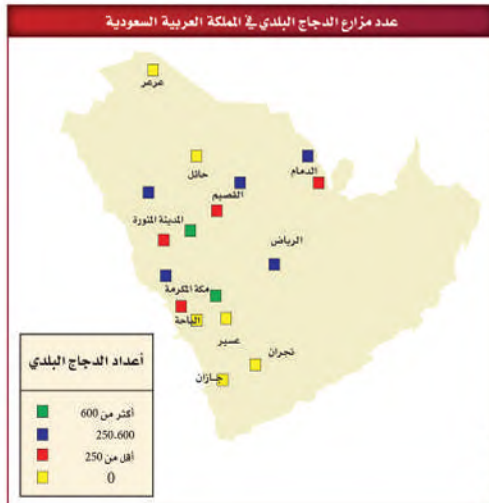 عدد مزارع الدجاج البلدي في المملكة العربية السعودية
عرعر
حائل
الدمام
القصيم
المدينة المنورة
الرياض
مكة المكرمة
الباحة
عسير
نجران
جازان
أعداد الدجاج البلدي
أكثر من 600
250.600
أقل من 250
0